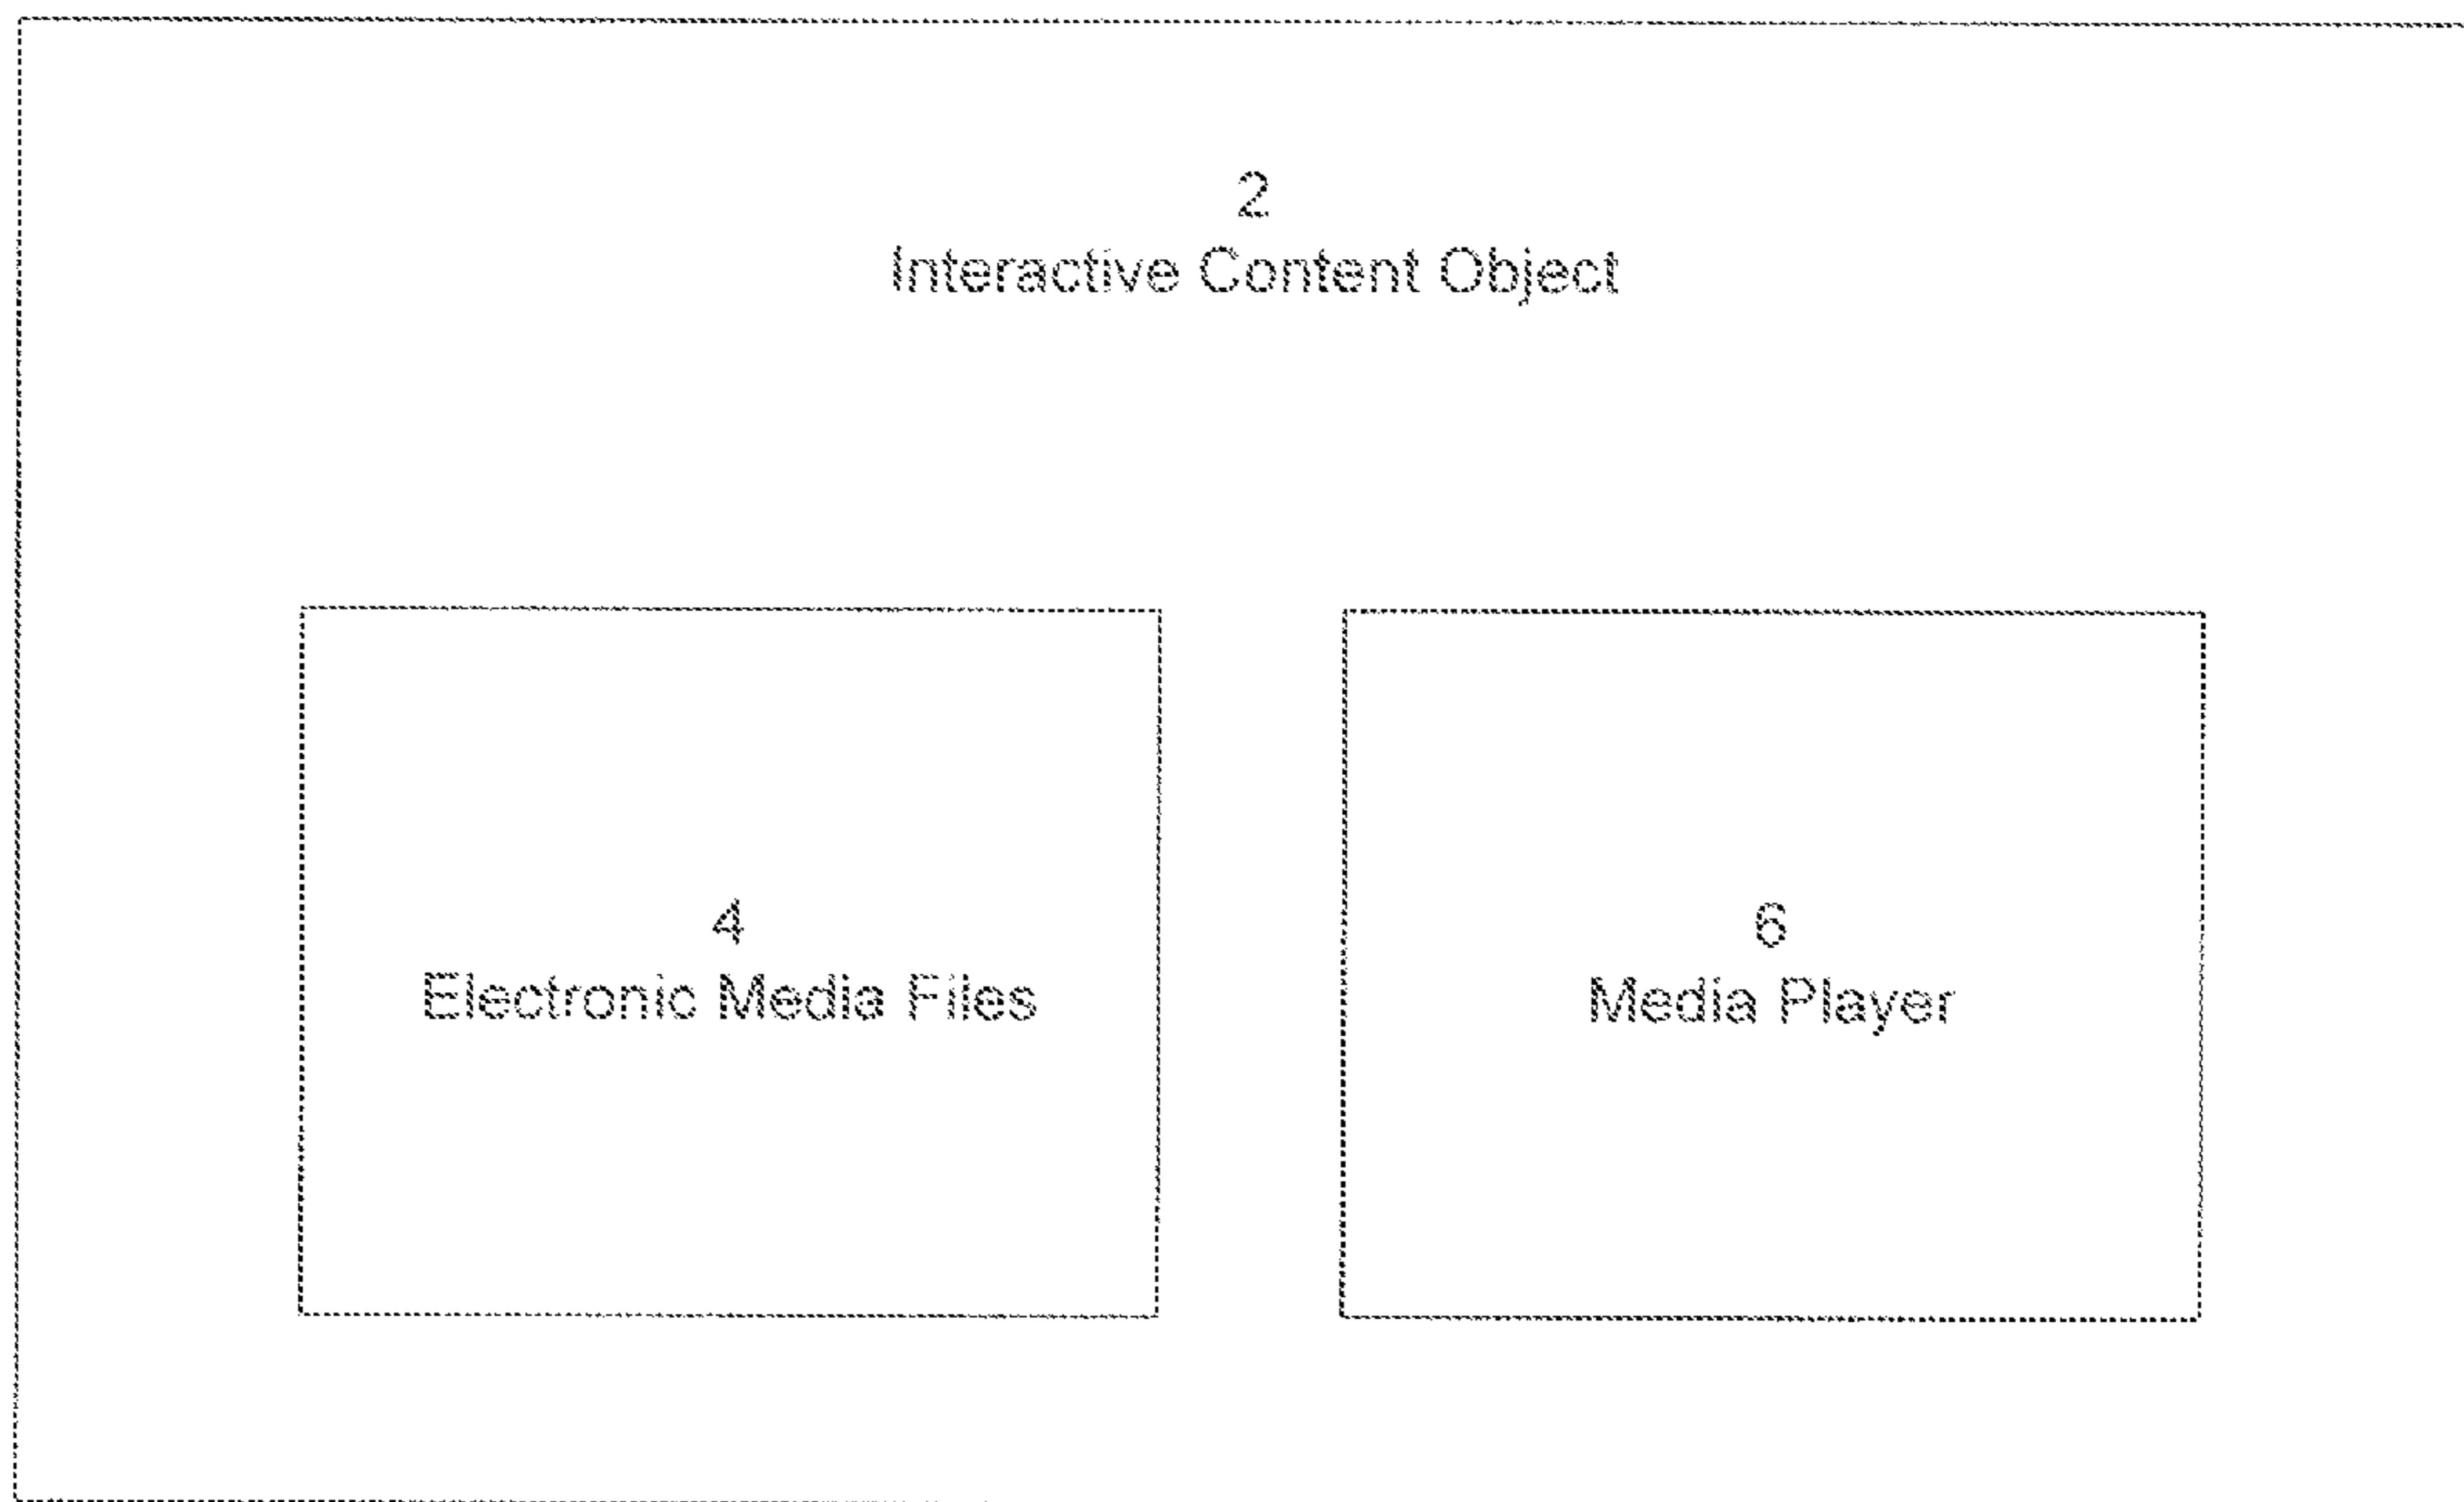 2
Interactive Content Object
4
Electronic Media Files
6
Media Player